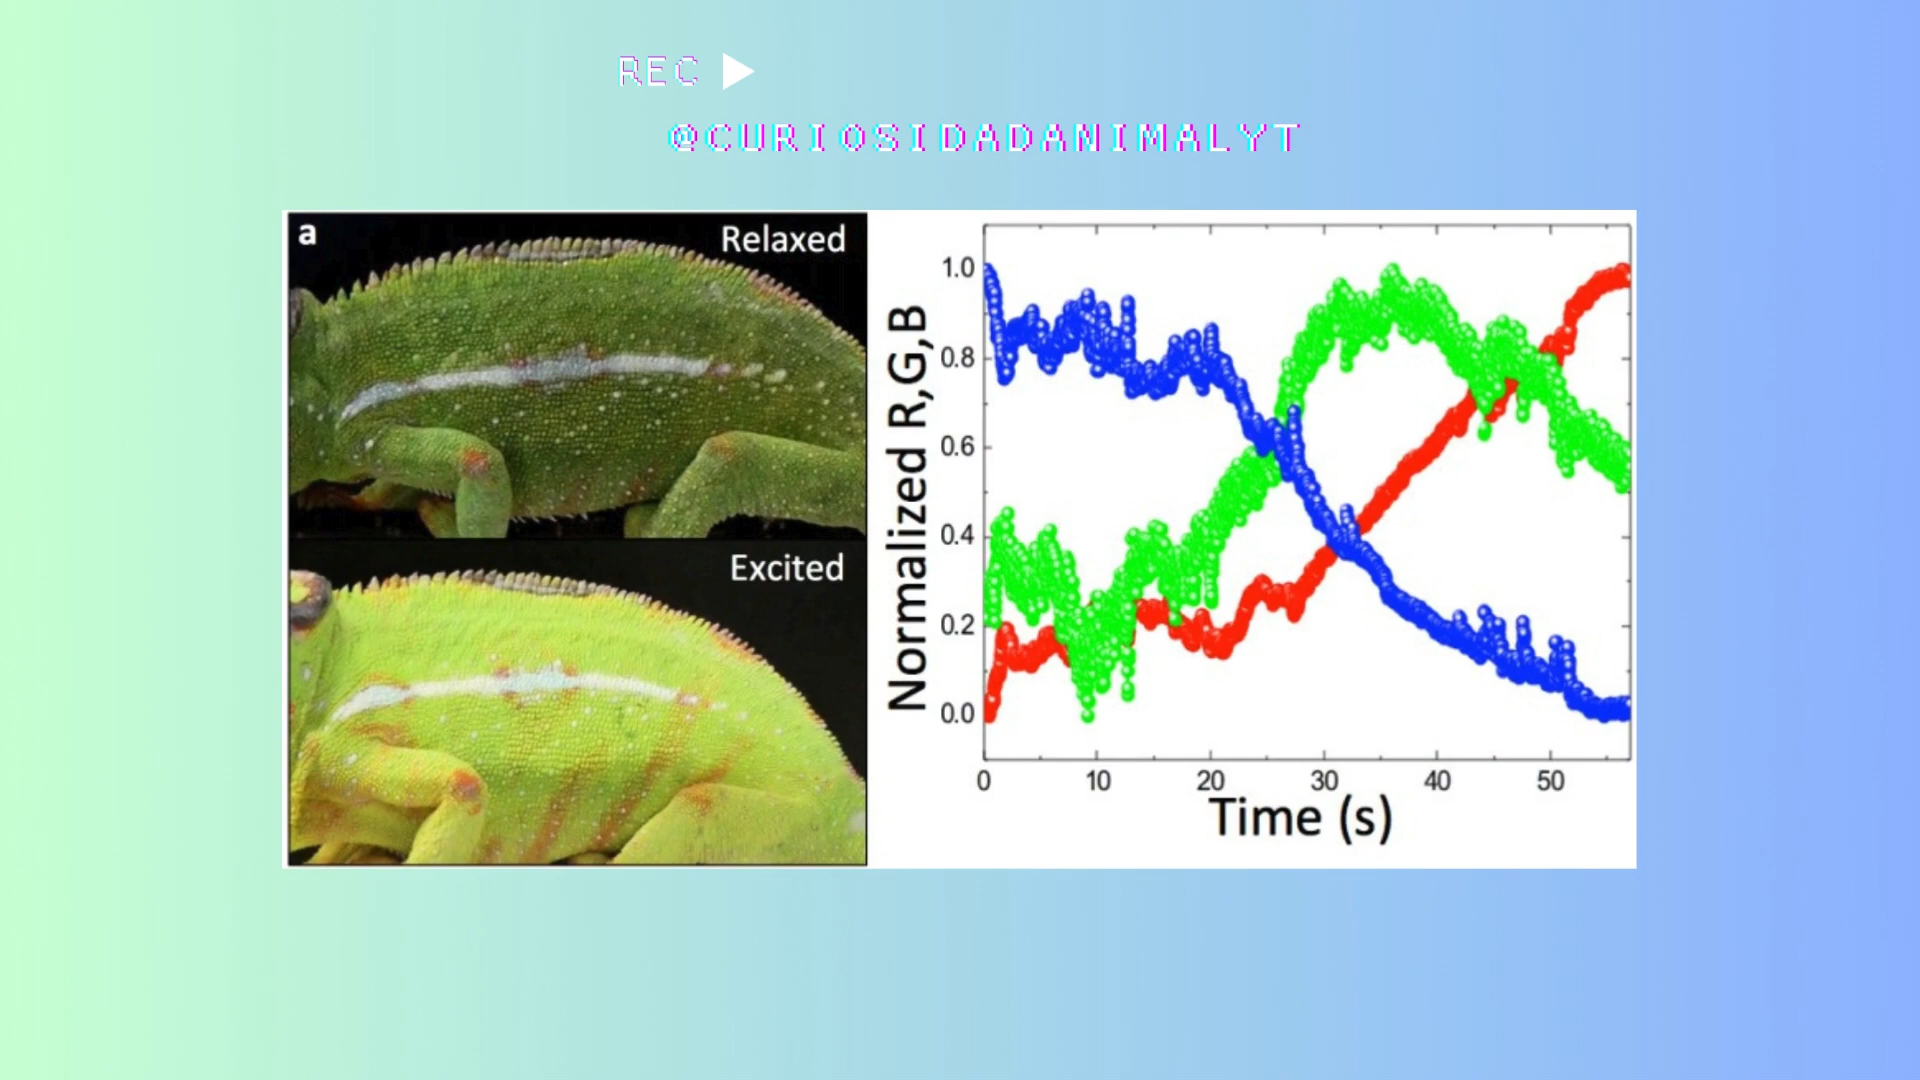 REC
@CURIOSIDADANIMALYT
a
Relaxed
Excited
Normalized R,G,B
1.0
0.8
0.6
0.4
0.2
0.0
0 10 20 30 40 50
Time (s)